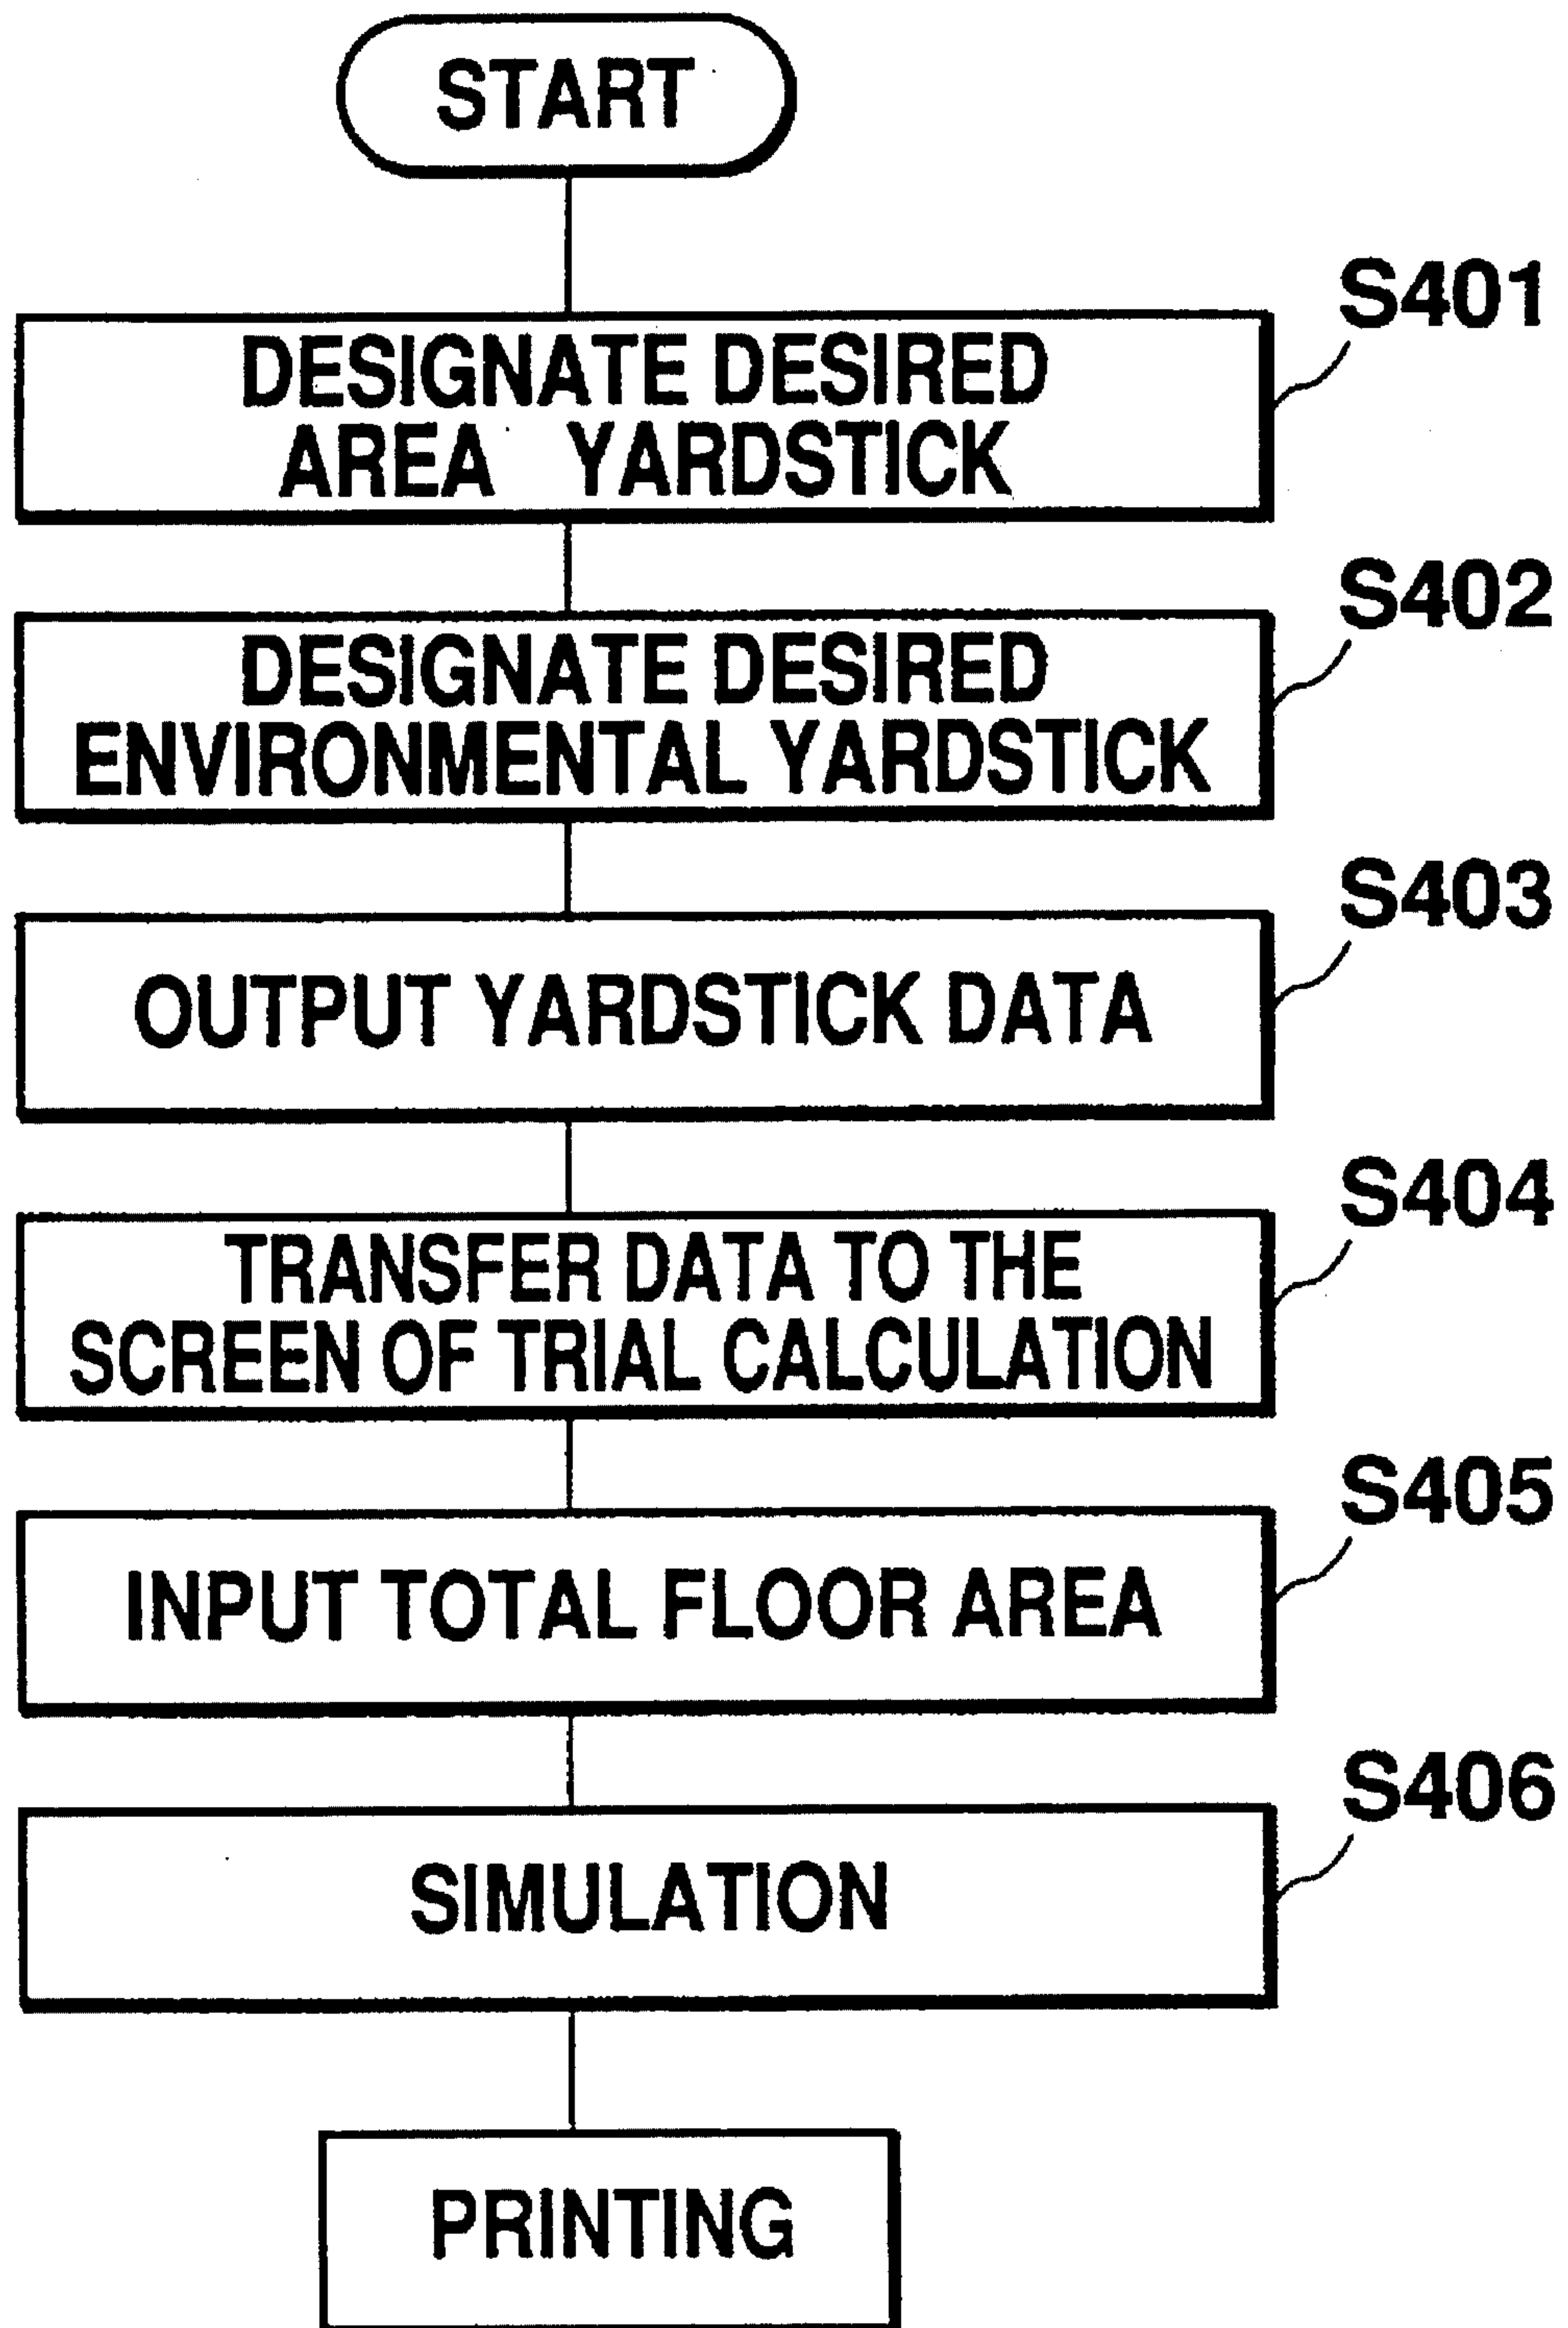 START
S401
DESIGNATE DESIRED
AREA YARDSTICK
S402
DESIGNATE DESIRED
ENVIRONMENTAL YARDSTICK
S403
OUTPUT YARDSTICK DATA
S404
TRANSFER DATA TO THE
SCREEN OF TRIAL CALCULATION
S405
INPUT TOTAL FLOOR AREA
S406
SIMULATION
PRINTING